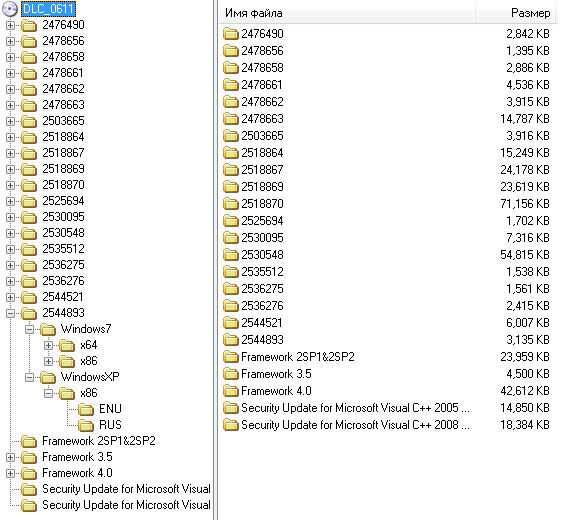 DLC_0611
2476490
2478656
2478658
2478661
2478662
2478663
2503665
2518864
2518867
2518869
2518870
2525694
2530095
2530548
2535512
2536275
2536276
2544521
2544893
Windows7
x64
x86
WindowsXP
x86
ENU
RUS
Framework 2SP1&2SP2
Framework 3.5
Framework 4.0
Security Update for Microsoft Visual
Security Update for Microsoft Visual
Имя файла Размер
2476490 2,842 KB
2478656 1,395 KB
2478658 2,886 KB
2478661 4,536 KB
2478662 3,915 KB
2478663 14,787 KB
2503665 3,916 KB
2518864 15,249 KB
2518867 24,178 KB
2518869 23,619 KB
2518870 71,156 KB
2525694 1,702 KB
2530095 7,316 KB
2530548 54,815 KB
2535512 1,538 KB
2536275 1,561 KB
2536276 2,415 KB
2544521 6,007 KB
2544893 3,135 KB
Framework 2SP1&2SP2 23,959 KB
Framework 3.5 4,500 KB
Framework 4.0 42,612 KB
Security Update for Microsoft Visual C++ 2005 ... 14,850 KB
Security Update for Microsoft Visual C++ 2008 ... 18,384 KB